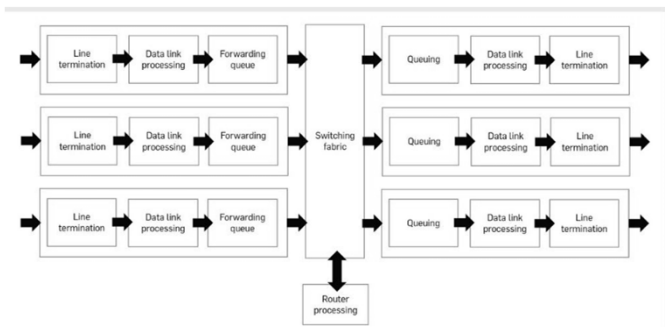 Line
termination
Data link
processing
Forwarding
queue
Switching
fabric
Queuing
Data link
processing
Line
termination
Line
termination
Data link
processing
Forwarding
queue
Queuing
Data link
processing
Line
termination
Line
termination
Data link
processing
Forwarding
queue
Queuing
Data link
processing
Line
termination
Router
processing